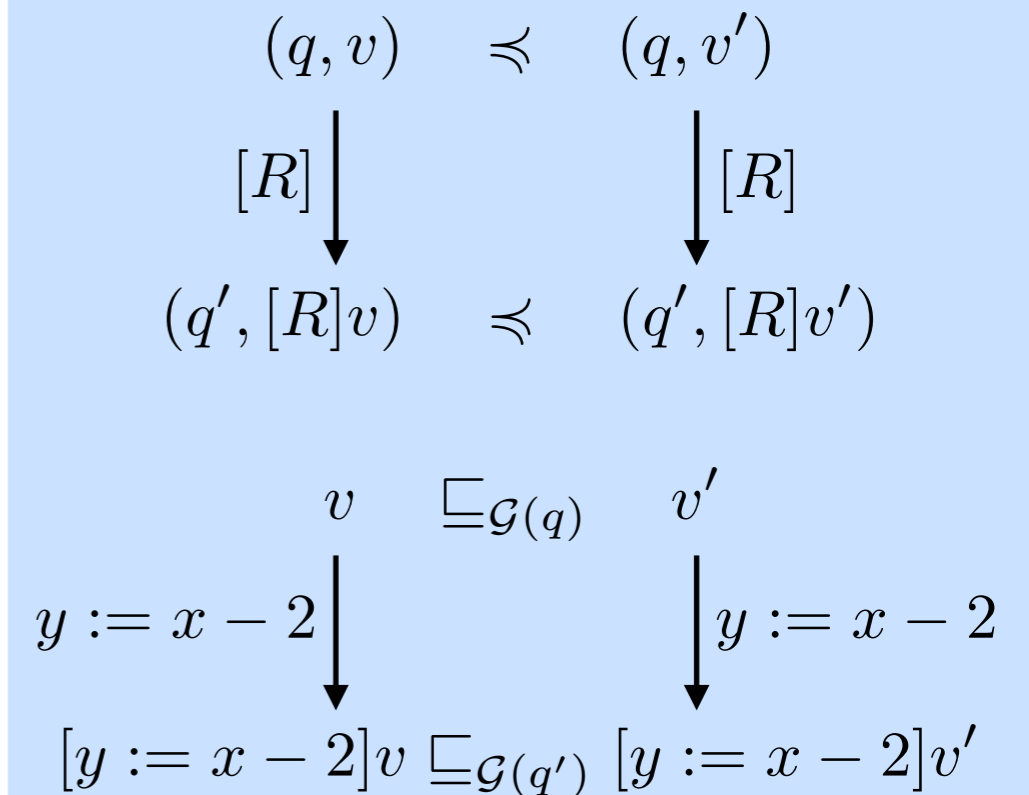 (q, v) ≼ (q, v′)
[R] [R]
(q′, [R]v) ≼ (q′, [R]v′)
v ⊑𝒢(q) v′
y := x − 2 y := x − 2
[y := x − 2]v ⊑𝒢(q′) [y := x − 2]v′